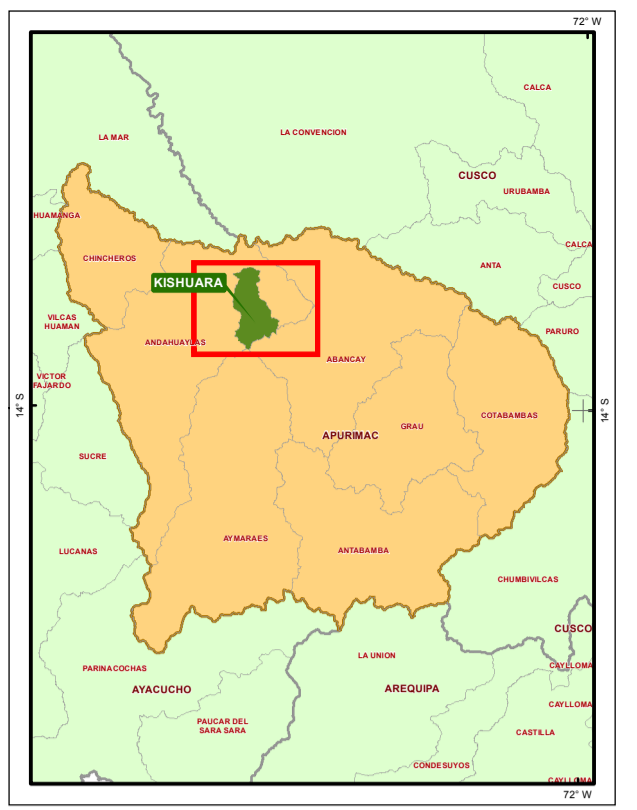 72° W
CALCA
LA CONVENCION
LA MAR
CUSCO
URUBAMBA
HUAMANGA
CALCA
CHINCHEROS
ANTA
KISHUARA
CUSCO
VILCAS
HUAMAN
PARURO
ANDAHUAYLAS
ABANCAY
VICTOR
FAJARDO
14° S
14° S
COTABAMBAS
GRAU
APURIMAC
SUCRE
AYMARAES
ANTABAMBA
LUCANAS
CHUMBIVILCAS
CUSCO
LA UNION
CAYLLOMA
PARINACOCHAS
AYACUCHO
AREQUIPA
CAYLLOMA
PAUCAR DEL
SARA SARA
CASTILLA
CONDESUYOS
CAYLLOMA
72° W